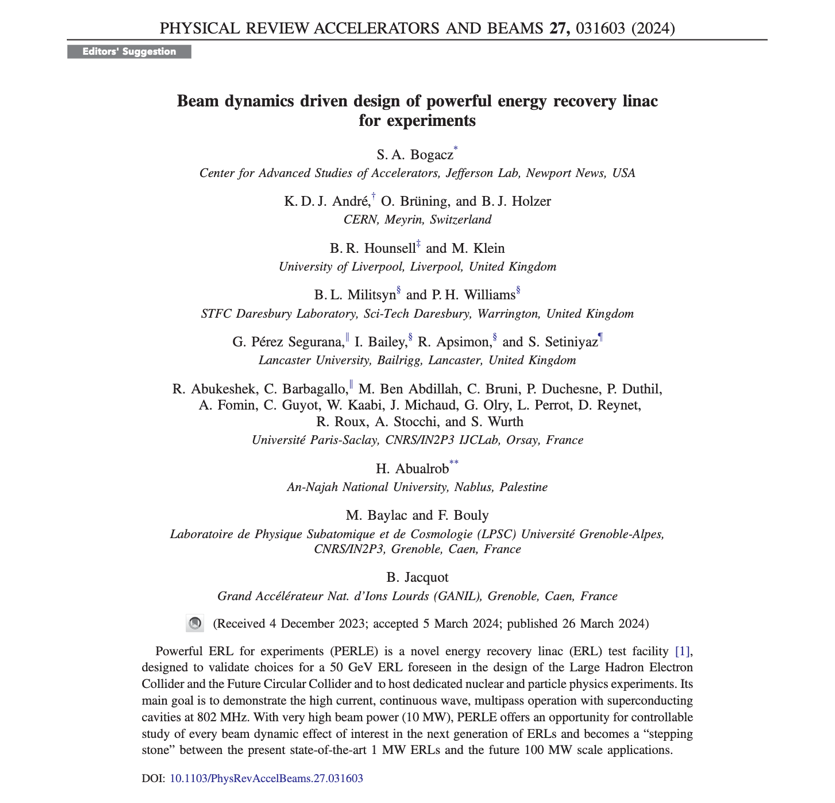 PHYSICAL REVIEW ACCELERATORS AND BEAMS 27, 031603 (2024)
Editors' Suggestion
Beam dynamics driven design of powerful energy recovery linac
for experiments
S. A. Bogacz*
Center for Advanced Studies of Accelerators, Jefferson Lab, Newport News, USA
K. D. J. André,† O. Brüning, and B. J. Holzer
CERN, Meyrin, Switzerland
B. R. Hounsell‡ and M. Klein
University of Liverpool, Liverpool, United Kingdom
B. L. Militsyn§ and P. H. Williams§
STFC Daresbury Laboratory, Sci-Tech Daresbury, Warrington, United Kingdom
G. Pérez Segurana,∥ I. Bailey,§ R. Apsimon,§ and S. Setiniyaz¶
Lancaster University, Bailrigg, Lancaster, United Kingdom
R. Abukeshek, C. Barbagallo,∥ M. Ben Abdillah, C. Bruni, P. Duchesne, P. Duthil,
A. Fomin, C. Guyot, W. Kaabi, J. Michaud, G. Olry, L. Perrot, D. Reynet,
R. Roux, A. Stocchi, and S. Wurth
Université Paris-Saclay, CNRS/IN2P3 IJCLab, Orsay, France
H. Abualrob**
An-Najah National University, Nablus, Palestine
M. Baylac and F. Bouly
Laboratoire de Physique Subatomique et de Cosmologie (LPSC) Université Grenoble-Alpes,
CNRS/IN2P3, Grenoble, Caen, France
B. Jacquot
Grand Accélérateur Nat. d'Ions Lourds (GANIL), Grenoble, Caen, France
(Received 4 December 2023; accepted 5 March 2024; published 26 March 2024)
Powerful ERL for experiments (PERLE) is a novel energy recovery linac (ERL) test facility [1],
designed to validate choices for a 50 GeV ERL foreseen in the design of the Large Hadron Electron
Collider and the Future Circular Collider and to host dedicated nuclear and particle physics experiments. Its
main goal is to demonstrate the high current, continuous wave, multipass operation with superconducting
cavities at 802 MHz. With very high beam power (10 MW), PERLE offers an opportunity for controllable
study of every beam dynamic effect of interest in the next generation of ERLs and becomes a “stepping
stone” between the present state-of-the-art 1 MW ERLs and the future 100 MW scale applications.
DOI: 10.1103/PhysRevAccelBeams.27.031603